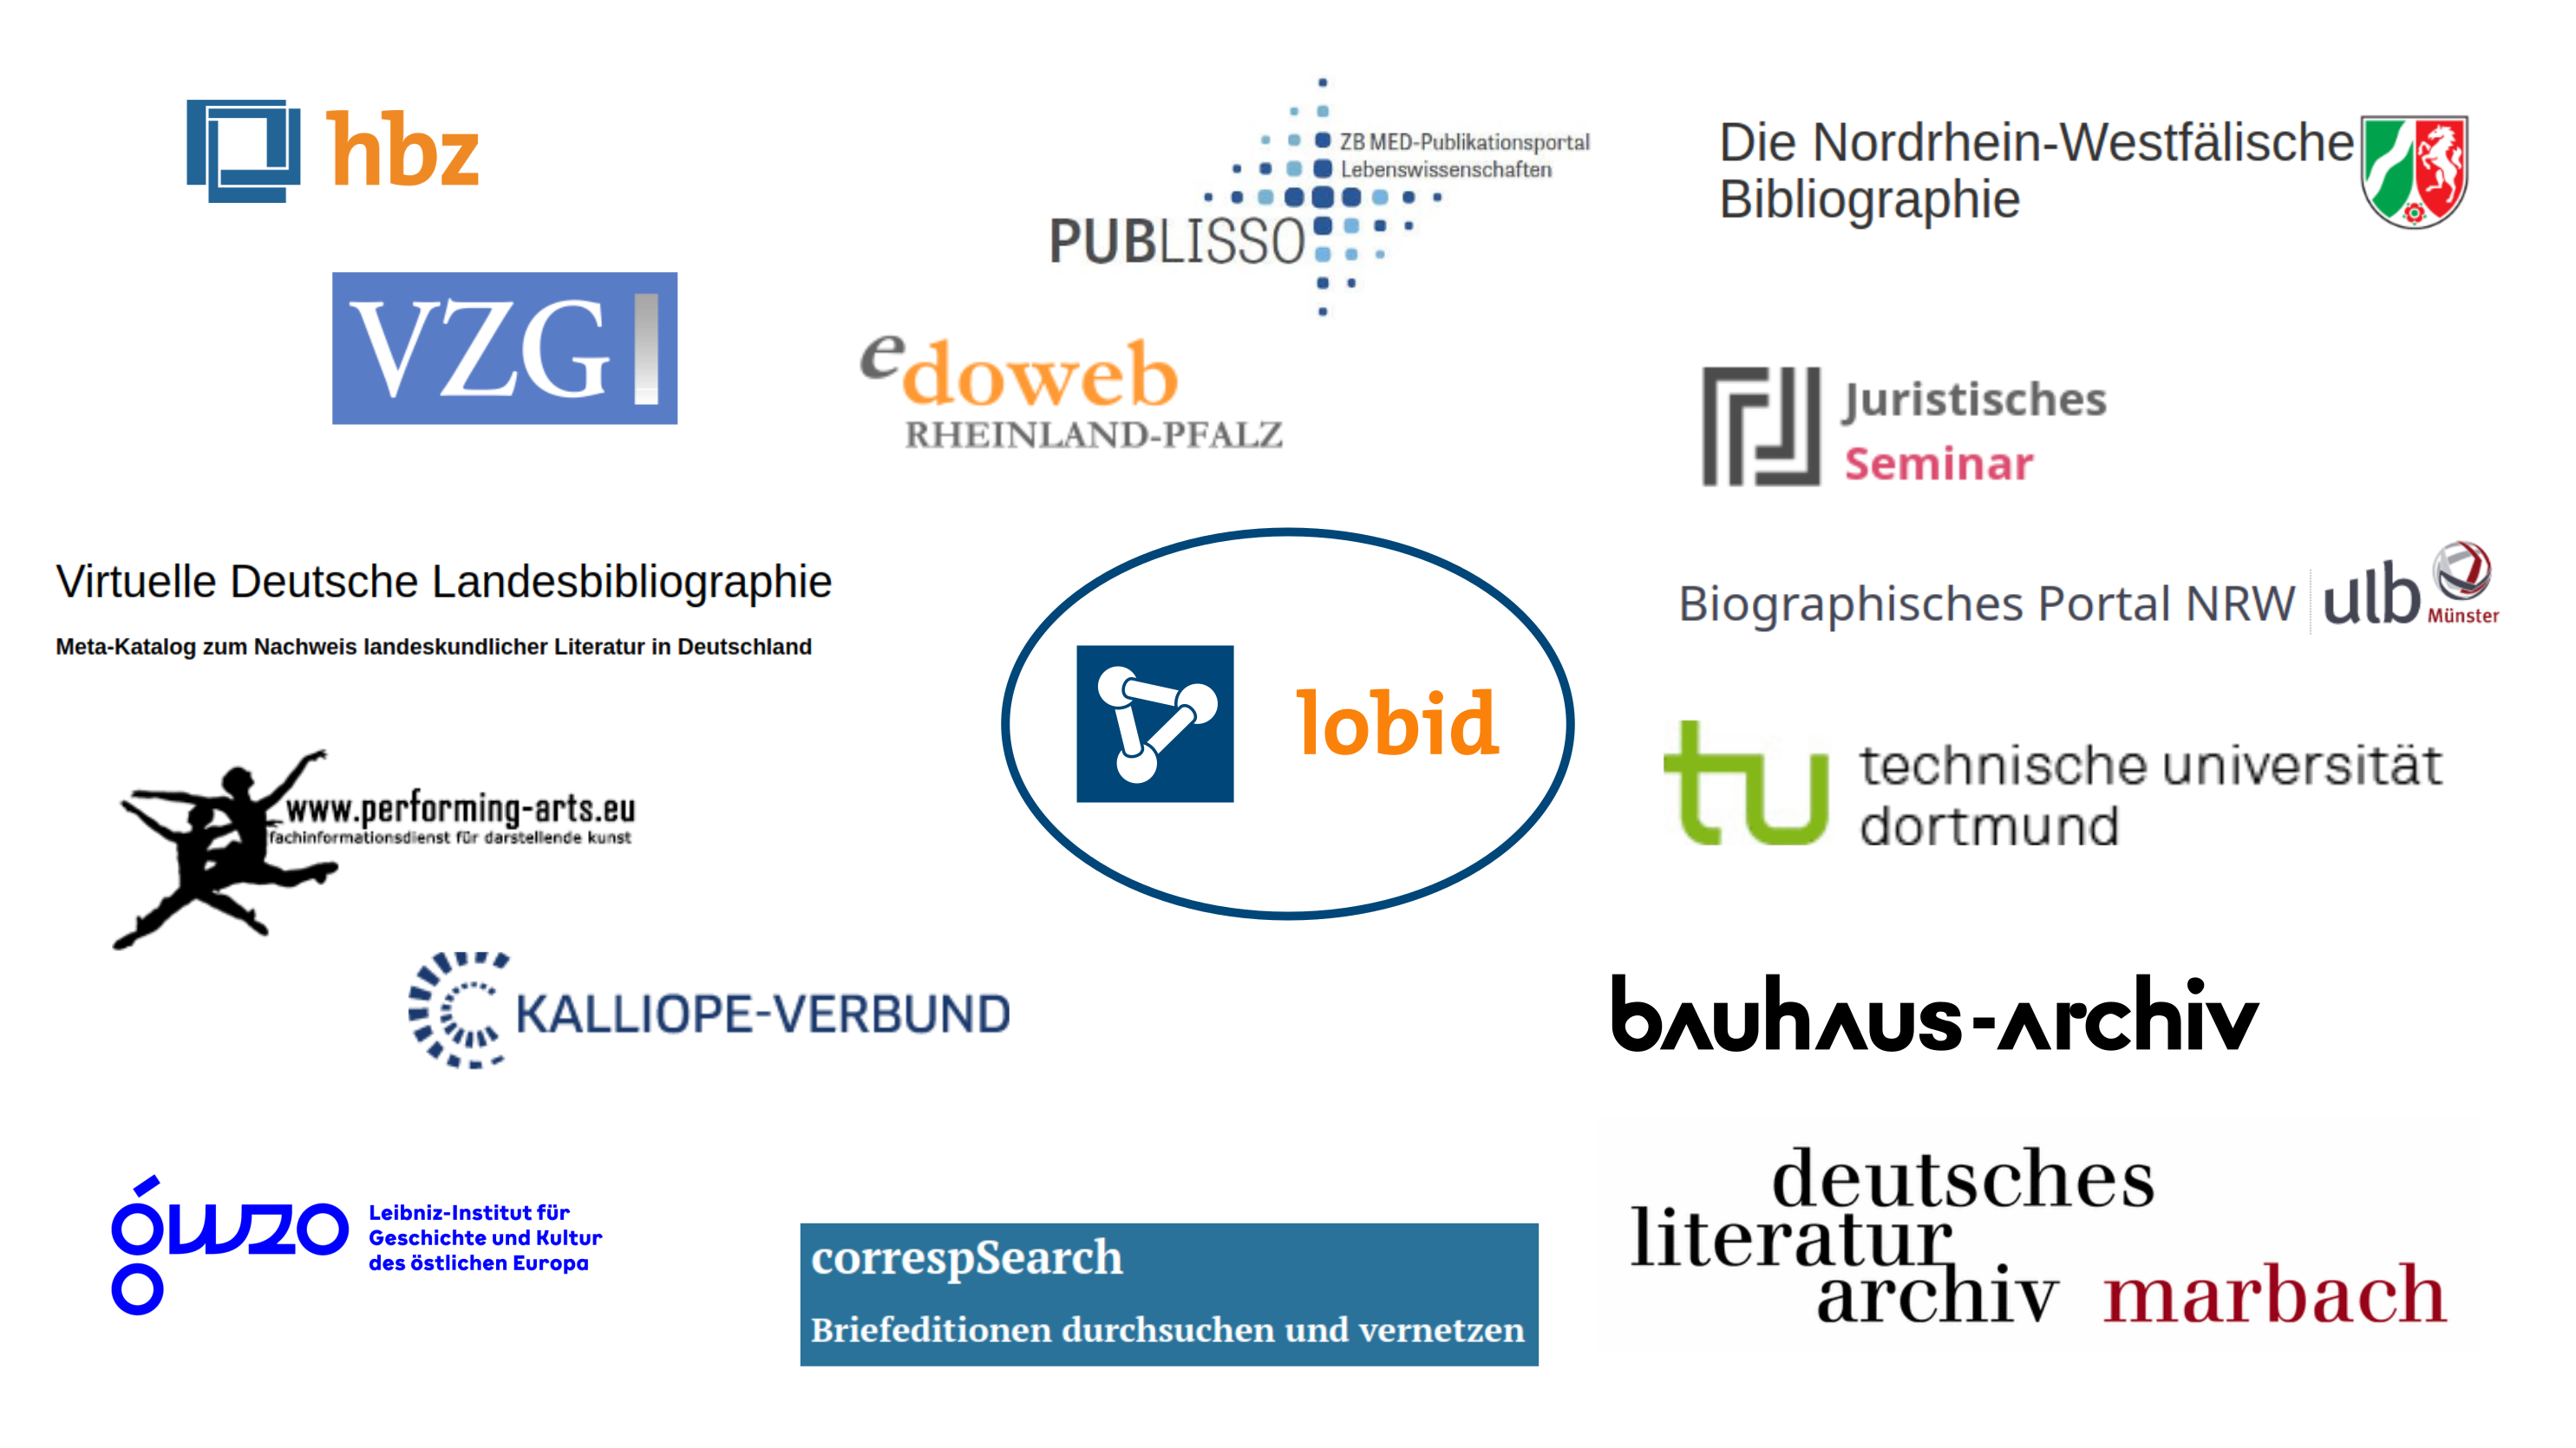 hbz
ZB MED-Publikationsportal
Lebenswissenschaften
PUBLISSO
Die Nordrhein-Westfälische
Bibliographie
VZG
edoweb
RHEINLAND-PFALZ
Juristisches
Seminar
Virtuelle Deutsche Landesbibliographie
Meta-Katalog zum Nachweis landeskundlicher Literatur in Deutschland
Biographisches Portal NRW
ulb
Münster
lobid
www.performing-arts.eu
fachinformationsdienst für darstellende kunst
technische universität
dortmund
tu
KALLIOPE-VERBUND
bauhaus-archiv
Leibniz-Institut für
Geschichte und Kultur
des östlichen Europa
correspSearch
Briefeditionen durchsuchen und vernetzen
deutsches
literatur
archiv marbach